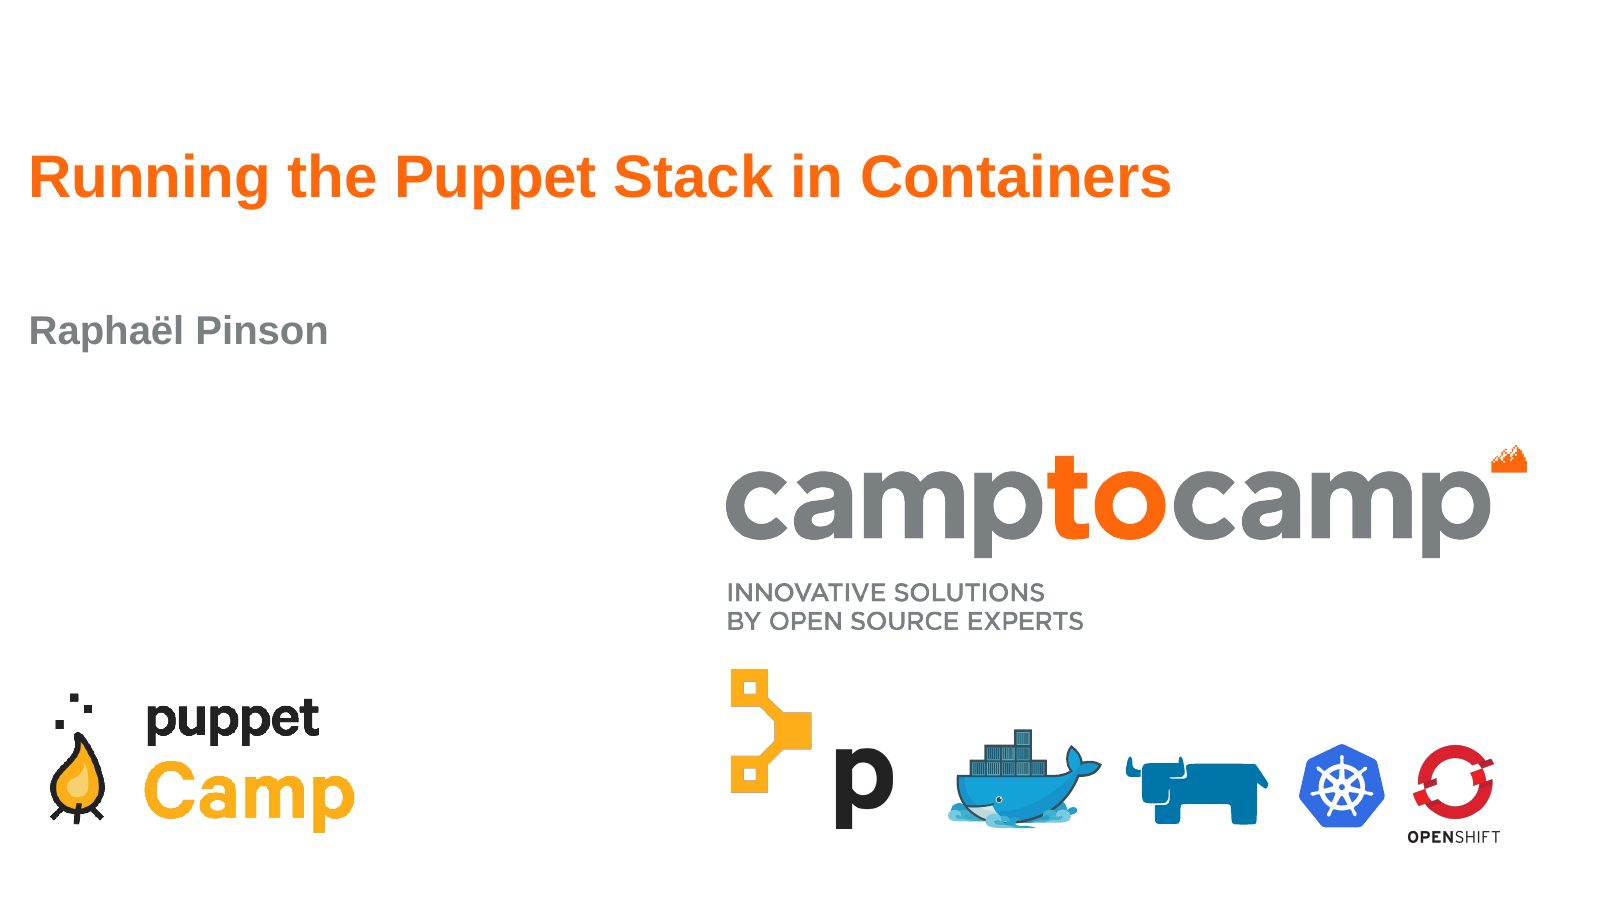 Running the Puppet Stack in Containers
Raphaël Pinson
camptocamp
INNOVATIVE SOLUTIONS
BY OPEN SOURCE EXPERTS
puppet
Camp
p
OPENSHIFT